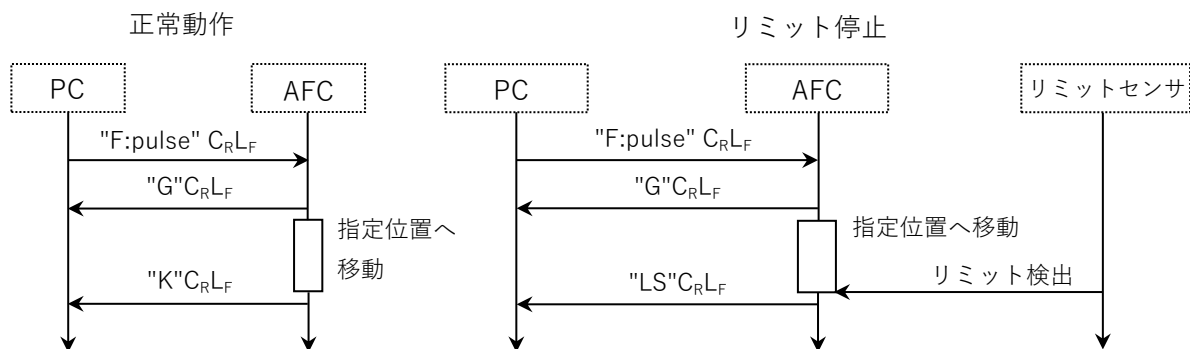 正常動作
PC
AFC
"F:pulse" CRLF
"G"CRLF
指定位置へ
移動
"K"CRLF
リミット停止
PC
AFC
リミットセンサ
"F:pulse" CRLF
"G"CRLF
指定位置へ移動
リミット検出
"LS"CRLF